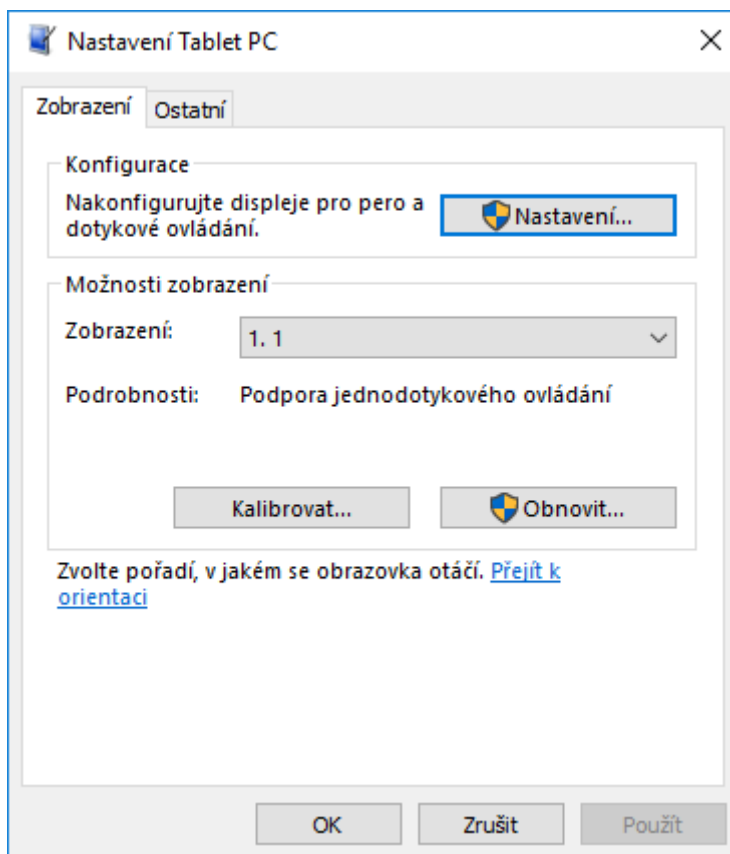 Nastavení Tablet PC
Zobrazení
Ostatní
Konfigurace
Nakonfigurujte displeje pro pero a
dotykové ovládání.
Nastavení...
Možnosti zobrazení
Zobrazení:
1. 1
Podrobnosti:
Podpora jednodotykového ovládání
Kalibrovat...
Obnovit...
Zvolte pořadí, v jakém se obrazovka otáčí. Přejít k
orientaci
OK
Zrušit
Použít